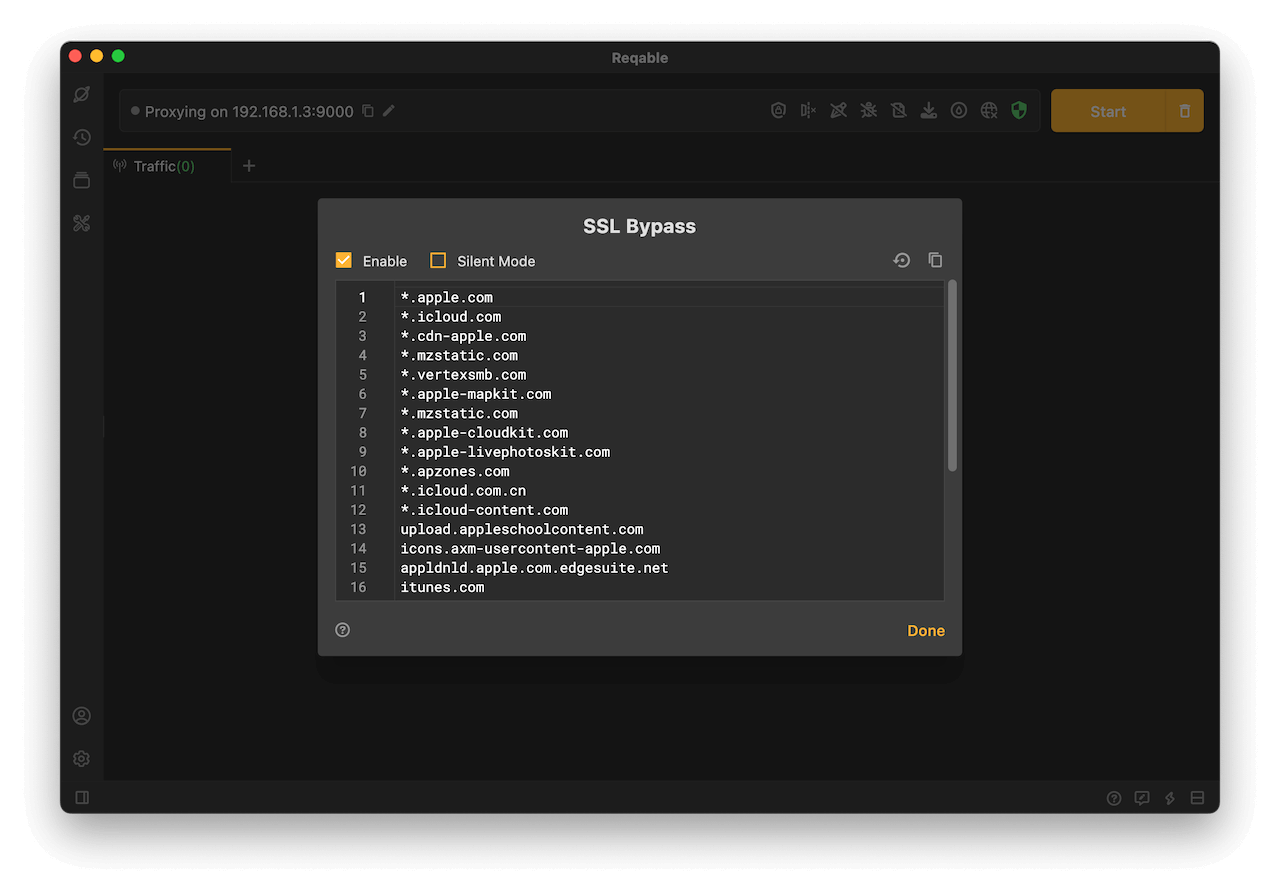 Reqable
Proxying on 192.168.1.3:9000
Start
Traffic(0)
SSL Bypass
Enable
Silent Mode
1 *.apple.com
2 *.icloud.com
3 *.cdn-apple.com
4 *.mzstatic.com
5 *.vertexsmb.com
6 *.apple-mapkit.com
7 *.mzstatic.com
8 *.apple-cloudkit.com
9 *.apple-livephotoskit.com
10 *.apzones.com
11 *.icloud.com.cn
12 *.icloud-content.com
13 upload.appleschoolcontent.com
14 icons.axm-usercontent-apple.com
15 appldnld.apple.com.edgesuite.net
16 itunes.com
Done